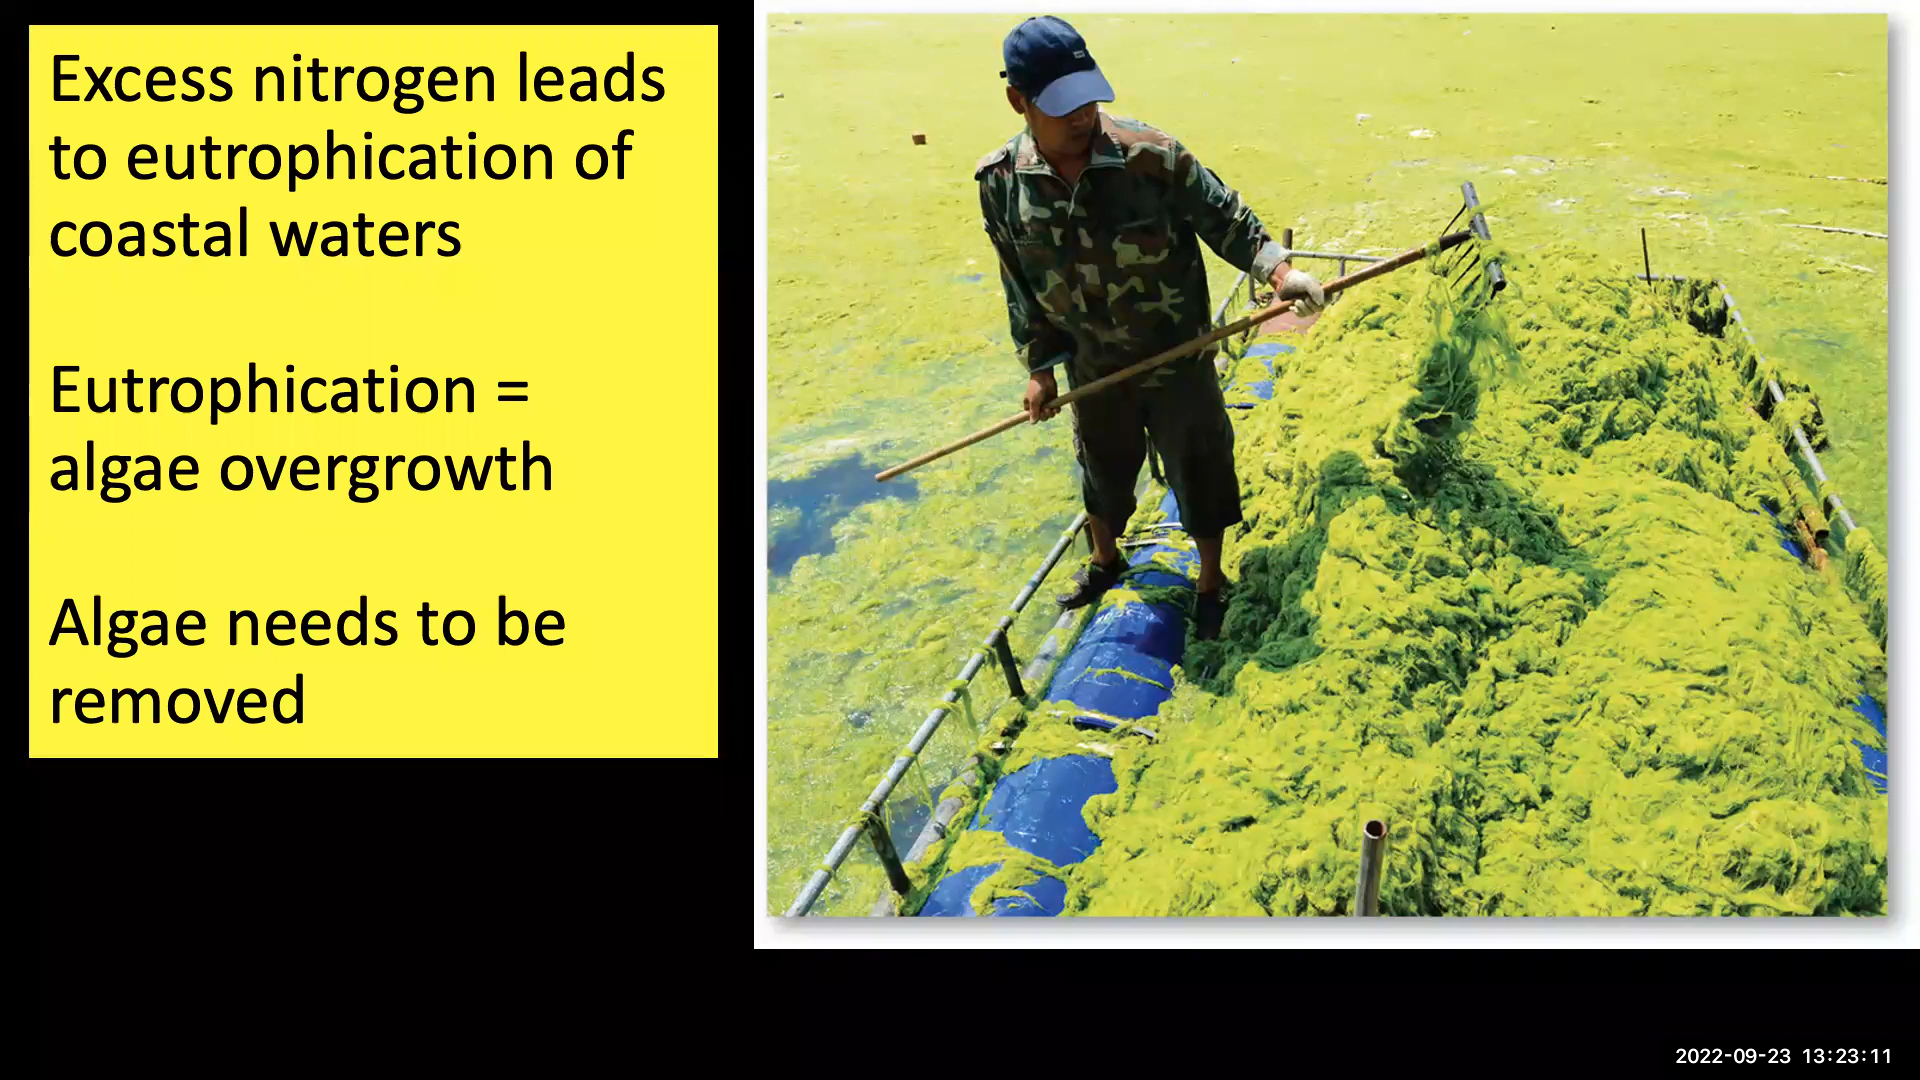 Excess nitrogen leads
to eutrophication of
coastal waters
Eutrophication =
algae overgrowth
Algae needs to be
removed
2022-09-23 13:23:11